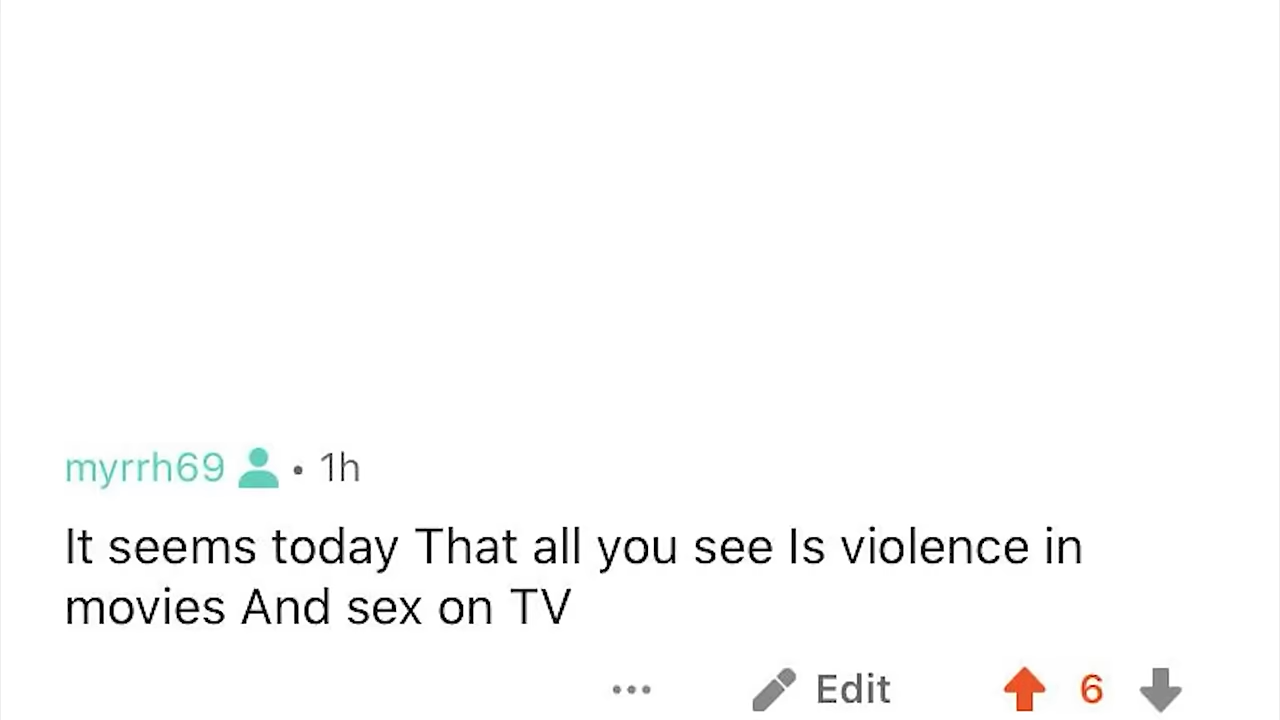 myrrh69 • 1h
It seems today That all you see Is violence in
movies And sex on TV
... Edit 6